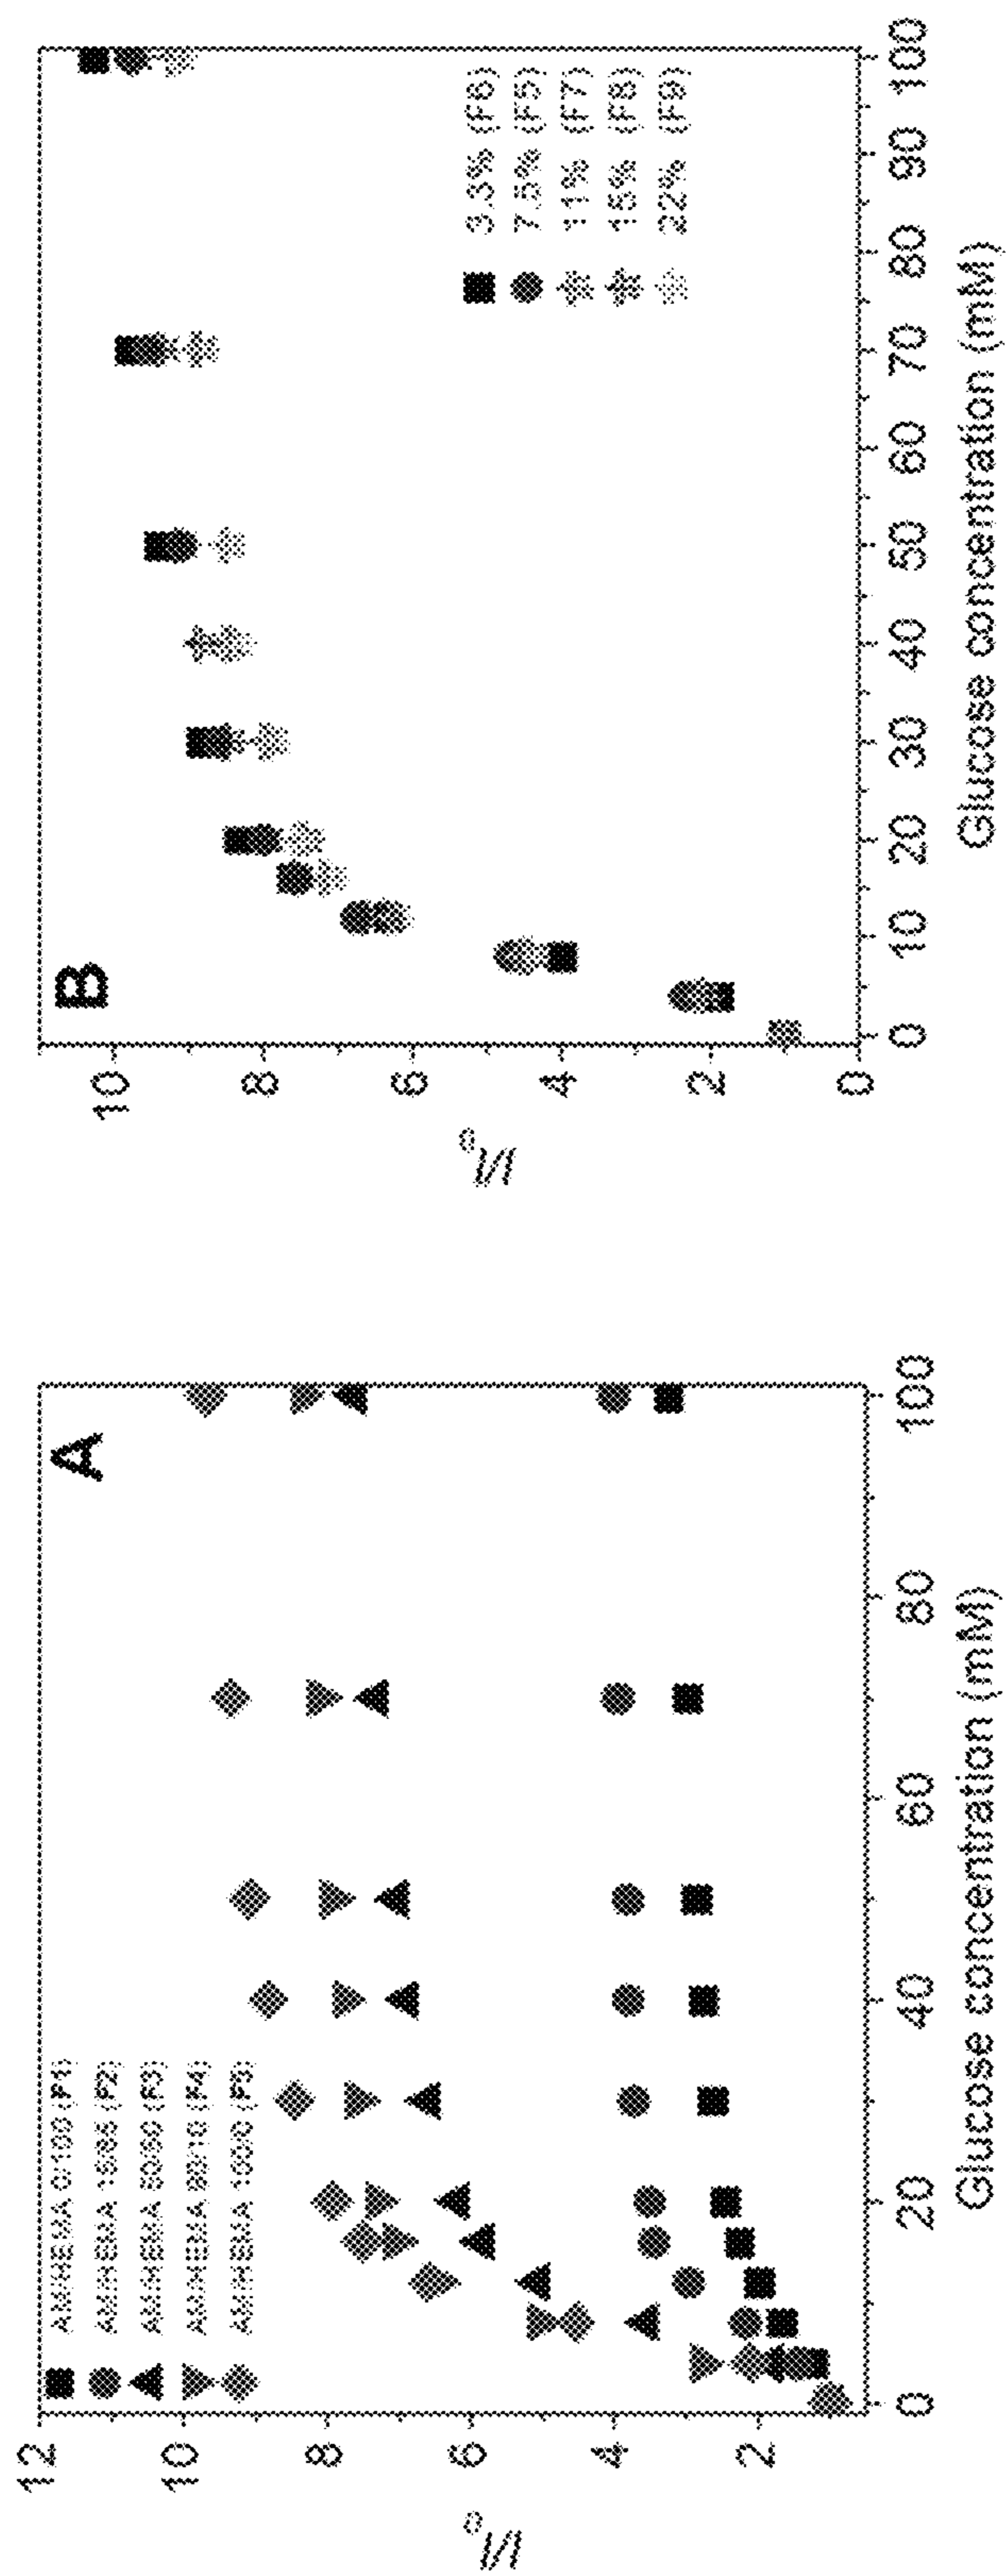 A
AM/HEMA 0/100 (F1)
AM/HEMA 15/85 (F2)
AM/HEMA 50/50 (F3)
AM/HEMA (F4)
AM/HEMA 100/0 (F5)
12
10
8
6
4
2
I/I₀
0
20
40
60
80
100
Glucose concentration (mM)
B
3.3% (F6)
7.5% (F5)
11% (F7)
15% (F8)
22% (F9)
10
8
6
4
2
0
I/I₀
0
10
20
30
40
50
60
70
80
90
100
Glucose concentration (mM)